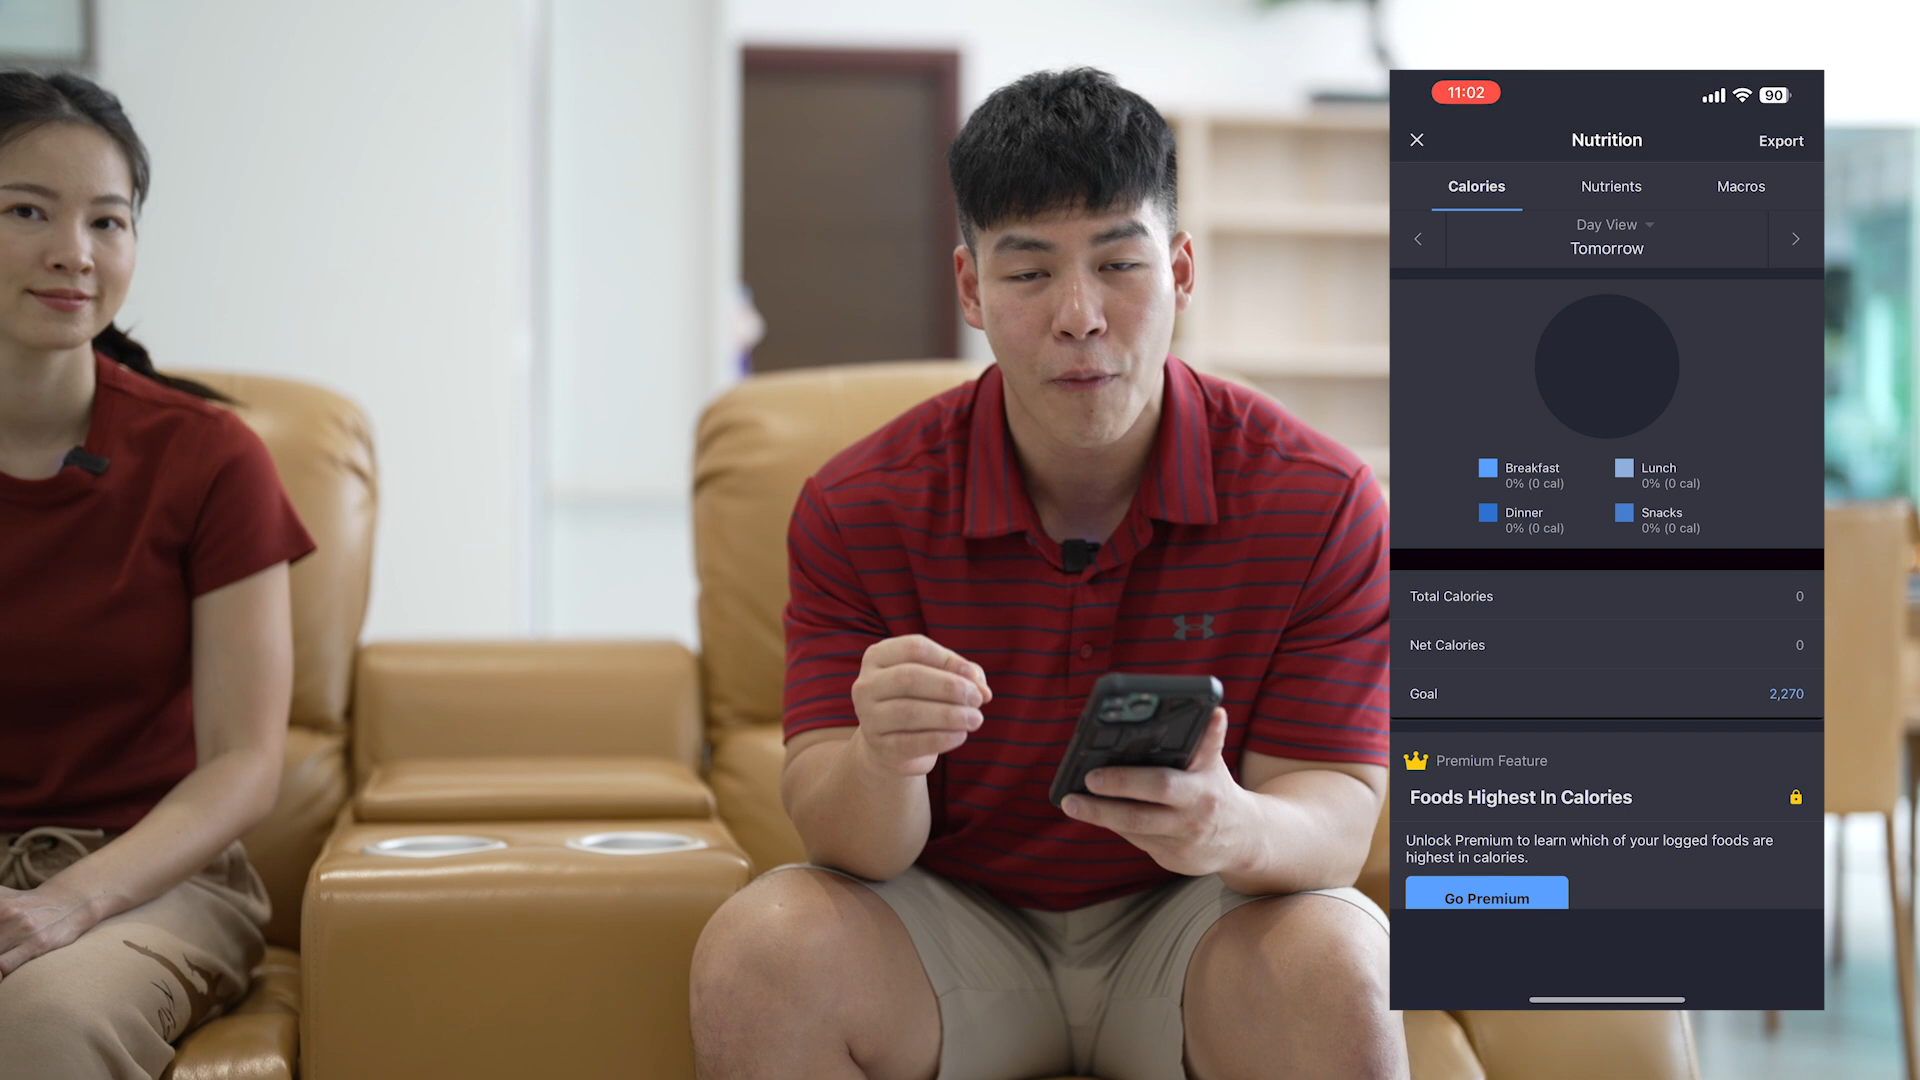 11:02
90
Nutrition
Export
Calories
Nutrients
Macros
Day View
Tomorrow
Breakfast
0% (0 cal)
Lunch
0% (0 cal)
Dinner
0% (0 cal)
Snacks
0% (0 cal)
Total Calories
0
Net Calories
0
Goal
2,270
Premium Feature
Foods Highest In Calories
Unlock Premium to learn which of your logged foods are
highest in calories.
Go Premium